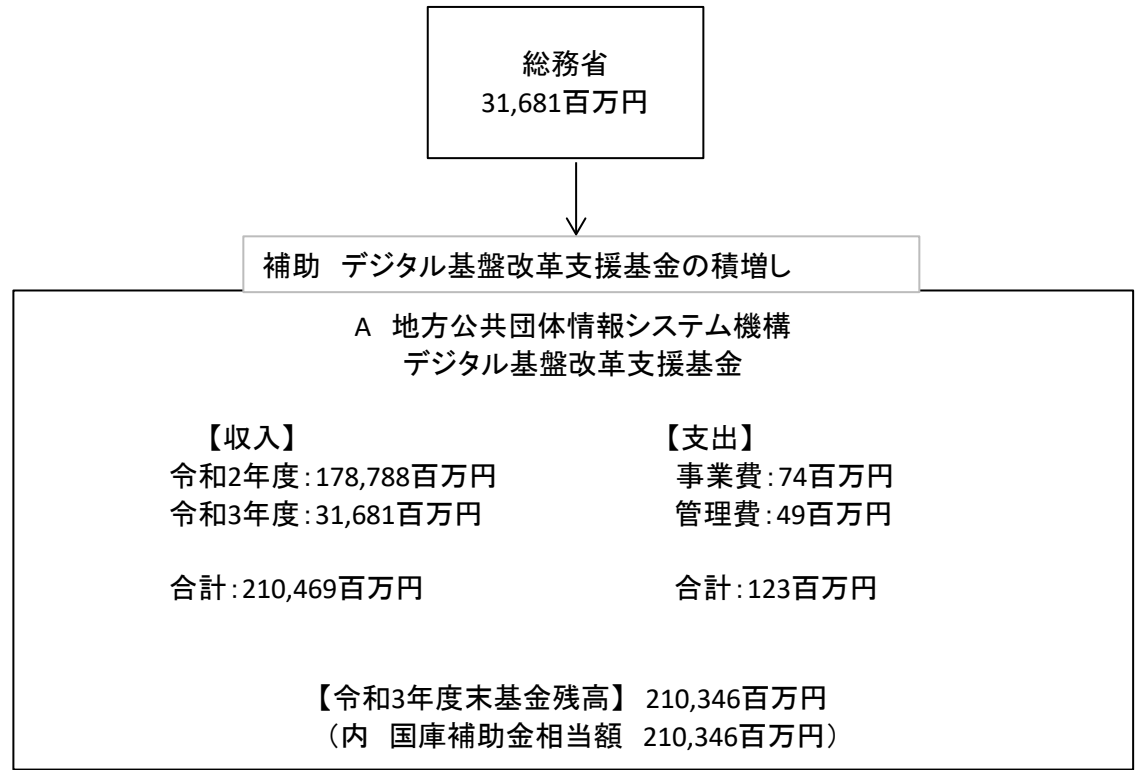 総務省
31,681百万円
補助 デジタル基盤改革支援基金の積増し
A 地方公共団体情報システム機構
デジタル基盤改革支援基金
【収入】
令和2年度:178,788百万円
令和3年度:31,681百万円
合計:210,469百万円
【支出】
事業費:74百万円
管理費:49百万円
合計:123百万円
【令和3年度末基金残高】 210,346百万円
(内 国庫補助金相当額 210,346百万円)